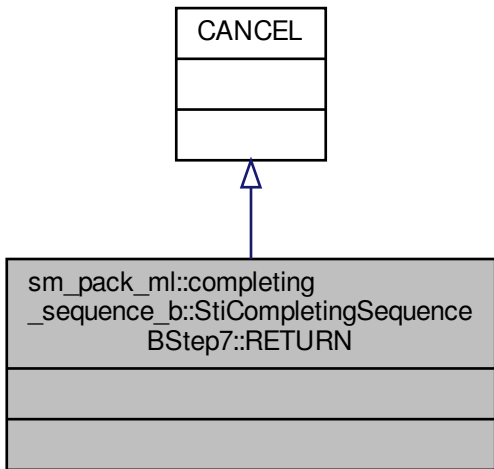 CANCEL
sm_pack_ml::completing
_sequence_b::StiCompletingSequence
BStep7::RETURN